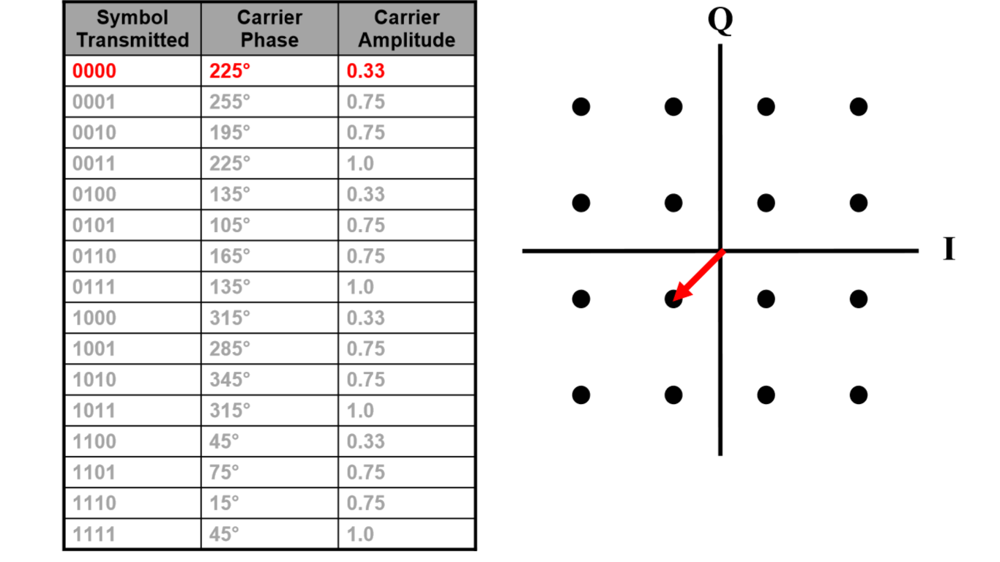 Symbol Transmitted Carrier Phase Carrier Amplitude
0000 225° 0.33
0001 255° 0.75
0010 195° 0.75
0011 225° 1.0
0100 135° 0.33
0101 105° 0.75
0110 165° 0.75
0111 135° 1.0
1000 315° 0.33
1001 285° 0.75
1010 345° 0.75
1011 315° 1.0
1100 45° 0.33
1101 75° 0.75
1110 15° 0.75
1111 45° 1.0
Q
I